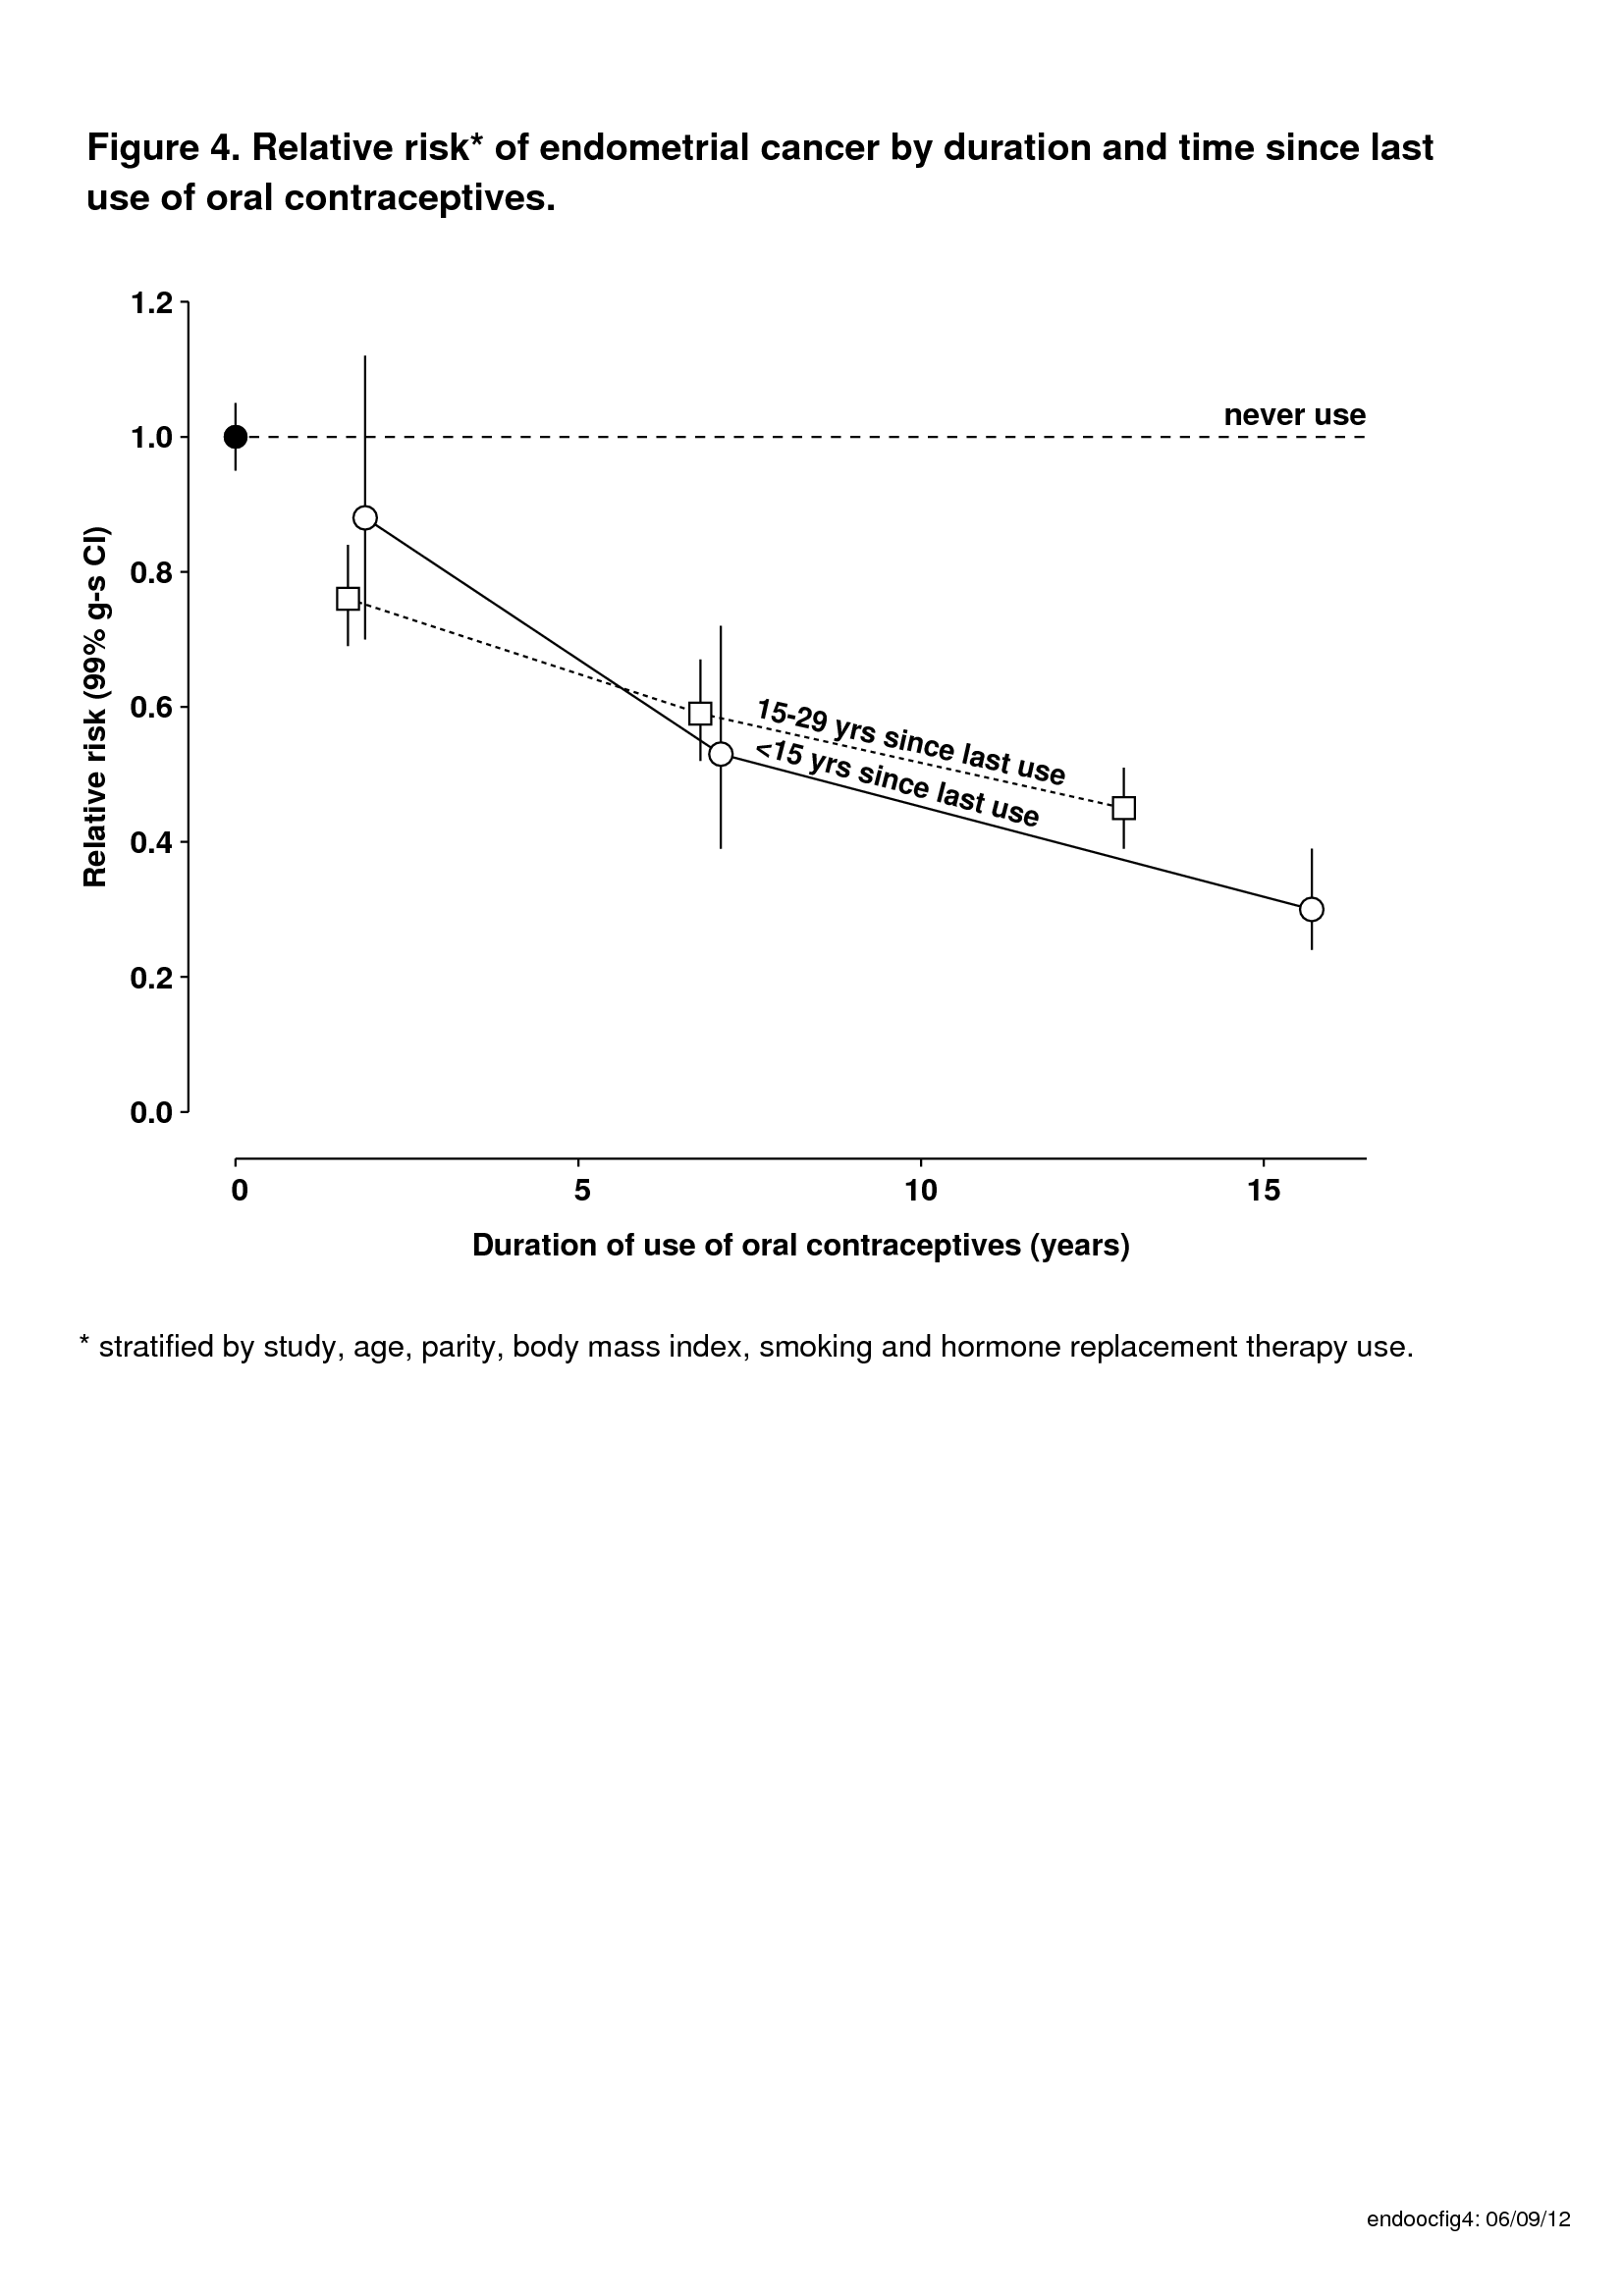 Figure 4. Relative risk* of endometrial cancer by duration and time since last
use of oral contraceptives.
1.2
never use
1.0
0.8
0.6
0.4
0.2
0.0
Relative risk (99% g-s CI)
15-29 yrs since last use
<15 yrs since last use
0 5 10 15
Duration of use of oral contraceptives (years)
* stratified by study, age, parity, body mass index, smoking and hormone replacement therapy use.
endoocfig4: 06/09/12